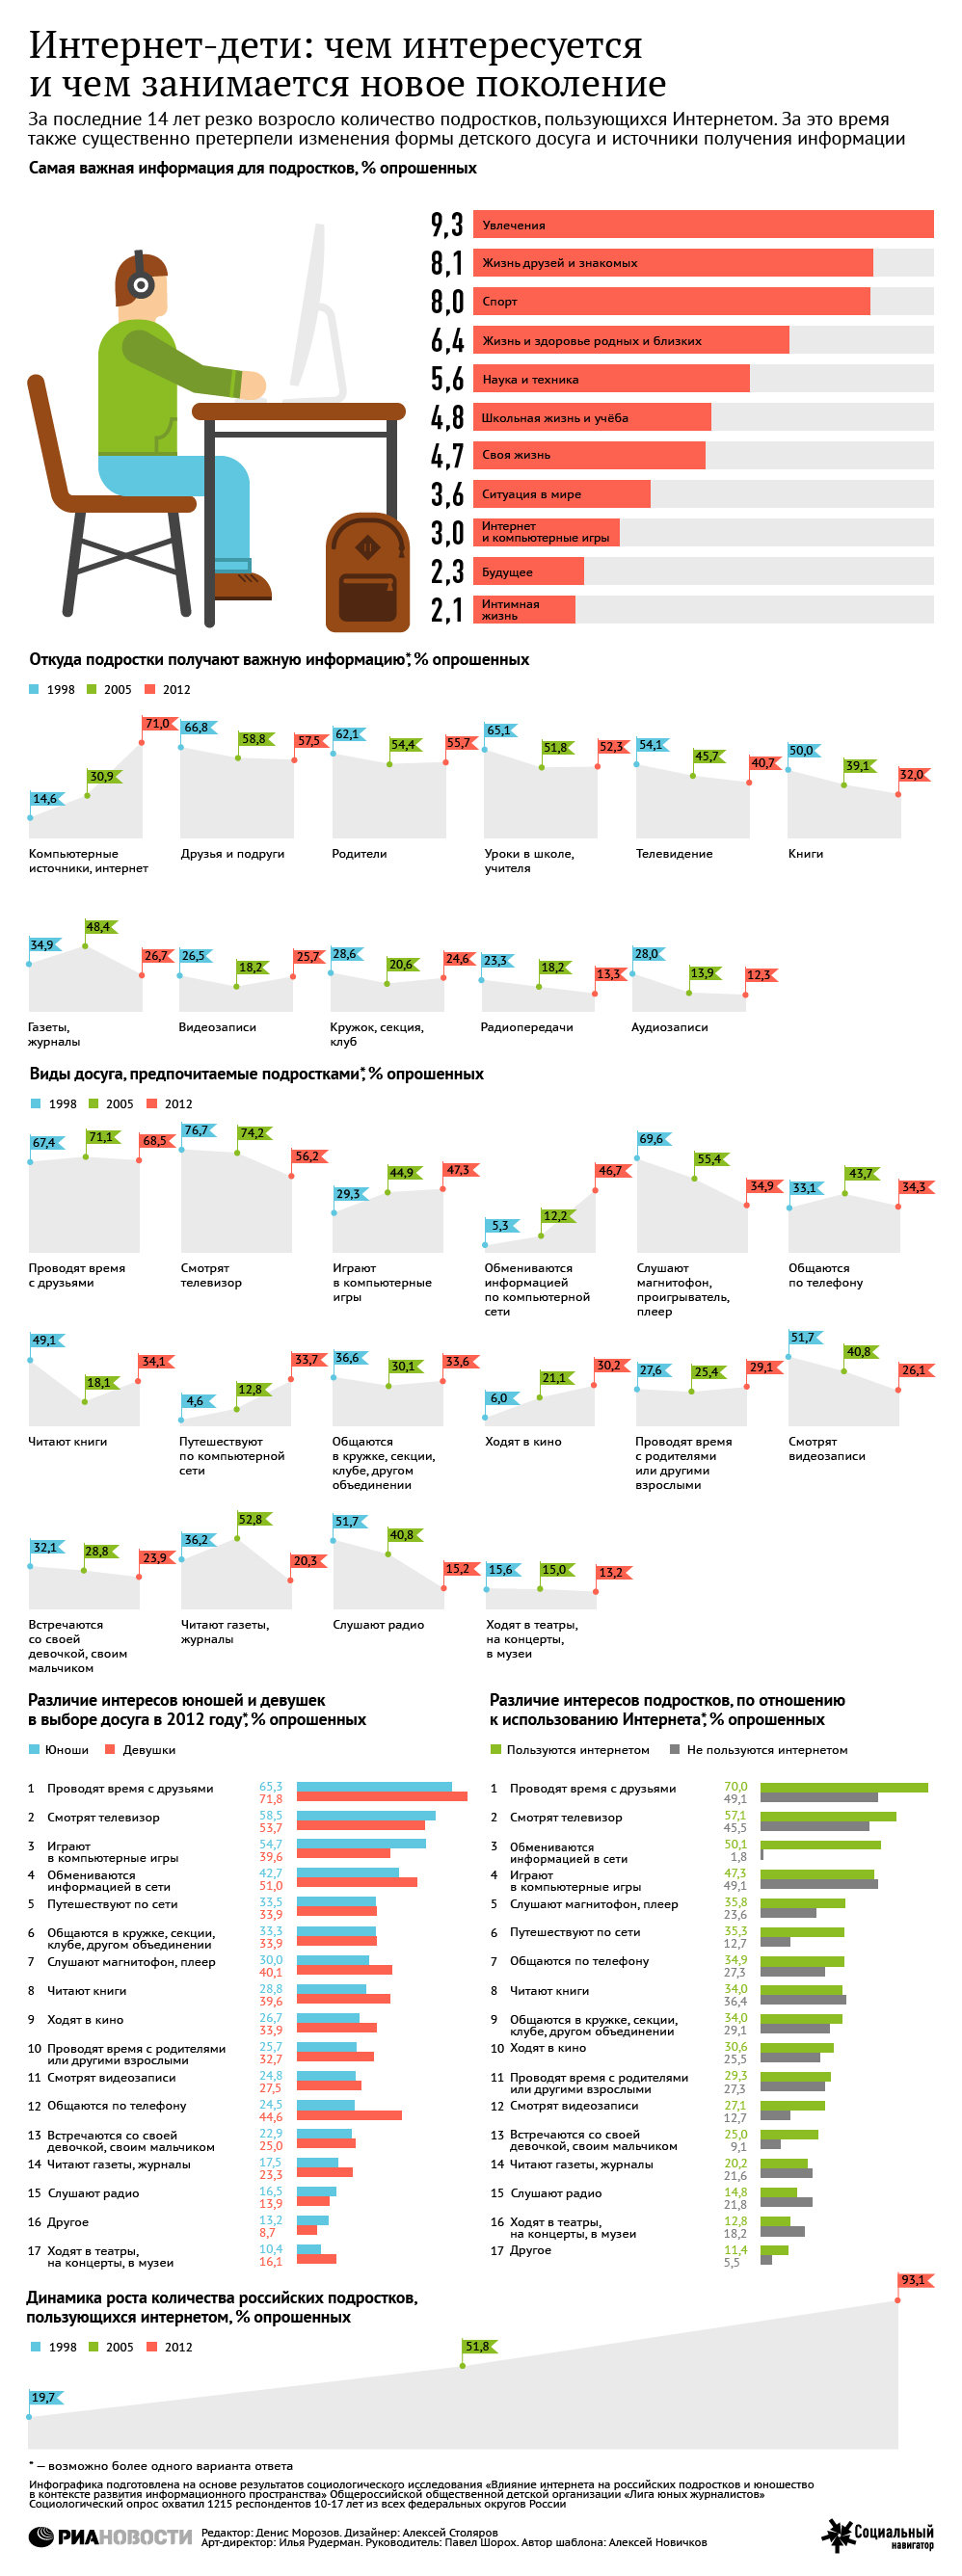 Интернет-дети: чем интересуется
и чем занимается новое поколение
За последние 14 лет резко возросло количество подростков, пользующихся Интернетом. За это время
также существенно претерпели изменения формы детского досуга и источники получения информации
Самая важная информация для подростков, % опрошенных
9,3 Увлечения
8,1 Жизнь друзей и знакомых
8,0 Спорт
6,4 Жизнь и здоровье родных и близких
5,6 Наука и техника
4,8 Школьная жизнь и учёба
4,7 Своя жизнь
3,6 Ситуация в мире
3,0 Интернет
и компьютерные игры
2,3 Будущее
2,1 Интимная
жизнь
Откуда подростки получают важную информацию*, % опрошенных
1998 2005 2012
14,6 30,9 71,0
Компьютерные
источники, интернет
66,8 58,8 57,5
Друзья и подруги
62,1 54,4 55,7
Родители
65,1 51,8 52,3
Уроки в школе,
учителя
54,1 45,7 40,7
Телевидение
50,0 39,1 32,0
Книги
34,9 48,4 26,7
Газеты,
журналы
26,5 18,2 25,7
Видеозаписи
28,6 20,6 24,6
Кружок, секция,
клуб
23,3 18,2 13,3
Радиопередачи
28,0 13,9 12,3
Аудиозаписи
Виды досуга, предпочитаемые подростками*, % опрошенных
1998 2005 2012
67,4 71,1 68,5
Проводят время
с друзьями
76,7 74,2 56,2
Смотрят
телевизор
29,3 44,9 47,3
Играют
в компьютерные
игры
5,3 12,2 46,7
Обмениваются
информацией
по компьютерной
сети
69,6 55,4 34,9
Слушают
магнитофон,
проигрыватель,
плеер
33,1 43,7 34,3
Общаются
по телефону
49,1 18,1 34,1
Читают книги
4,6 12,8 33,7
Путешествуют
по компьютерной
сети
36,6 30,1 33,6
Общаются
в кружке, секции,
клубе, другом
объединении
6,0 21,1 30,2
Ходят в кино
27,6 25,4 29,1
Проводят время
с родителями
или другими
взрослыми
51,7 40,8 26,1
Смотрят
видеозаписи
32,1 28,8 23,9
Встречаются
со своей
девочкой, своим
мальчиком
36,2 52,8 20,3
Читают газеты,
журналы
51,7 40,8 15,2
Слушают радио
15,6 15,0 13,2
Ходят в театры,
на концерты,
в музеи
Различие интересов юношей и девушек
в выборе досуга в 2012 году*, % опрошенных
Юноши Девушки
1 Проводят время с друзьями 65,3
71,8
2 Смотрят телевизор 58,5
53,7
3 Играют 54,7
в компьютерные игры 39,6
4 Обмениваются 42,7
информацией в сети 51,0
5 Путешествуют по сети 33,5
33,9
6 Общаются в кружке, секции, 33,3
клубе, другом объединении 33,9
7 Слушают магнитофон, плеер 30,0
40,1
8 Читают книги 28,8
39,6
9 Ходят в кино 26,7
33,9
10 Проводят время с родителями 25,7
или другими взрослыми 32,7
11 Смотрят видеозаписи 24,8
27,5
12 Общаются по телефону 24,5
44,6
13 Встречаются со своей 22,9
девочкой, своим мальчиком 25,0
14 Читают газеты, журналы 17,5
23,3
15 Слушают радио 16,5
13,9
16 Другое 13,2
8,7
17 Ходят в театры, 10,4
на концерты, в музеи 16,1
Различие интересов подростков, по отношению
к использованию Интернета*, % опрошенных
Пользуются интернетом Не пользуются интернетом
1 Проводят время с друзьями 70,0
49,1
2 Смотрят телевизор 57,1
45,5
3 Обмениваются 50,1
информацией в сети 1,8
4 Играют 47,3
в компьютерные игры 49,1
5 Слушают магнитофон, плеер 35,8
23,6
6 Путешествуют по сети 35,3
12,7
7 Общаются по телефону 34,9
27,3
8 Читают книги 34,0
36,4
9 Общаются в кружке, секции, 34,0
клубе, другом объединении 29,1
10 Ходят в кино 30,6
25,5
11 Проводят время с родителями 29,3
или другими взрослыми 27,3
12 Смотрят видеозаписи 27,1
12,7
13 Встречаются со своей 25,0
девочкой, своим мальчиком 9,1
14 Читают газеты, журналы 20,2
21,6
15 Слушают радио 14,8
21,8
16 Ходят в театры, 12,8
на концерты, в музеи 18,2
17 Другое 11,4
5,5
Динамика роста количества российских подростков,
пользующихся интернетом, % опрошенных
1998 2005 2012
19,7 51,8 93,1
* — возможно более одного варианта ответа
Инфографика подготовлена на основе результатов социологического исследования «Влияние интернета на российских подростков и юношество
в контексте развития информационного пространства» Общероссийской общественной детской организации «Лига юных журналистов»
Социологический опрос охватил 1215 респондентов 10-17 лет из всех федеральных округов России
РИАНОВОСТИ
Редактор: Денис Морозов. Дизайнер: Алексей Столяров
Арт-директор: Илья Рудерман. Руководитель: Павел Шорох. Автор шаблона: Алексей Новичков
Социальный
навигатор